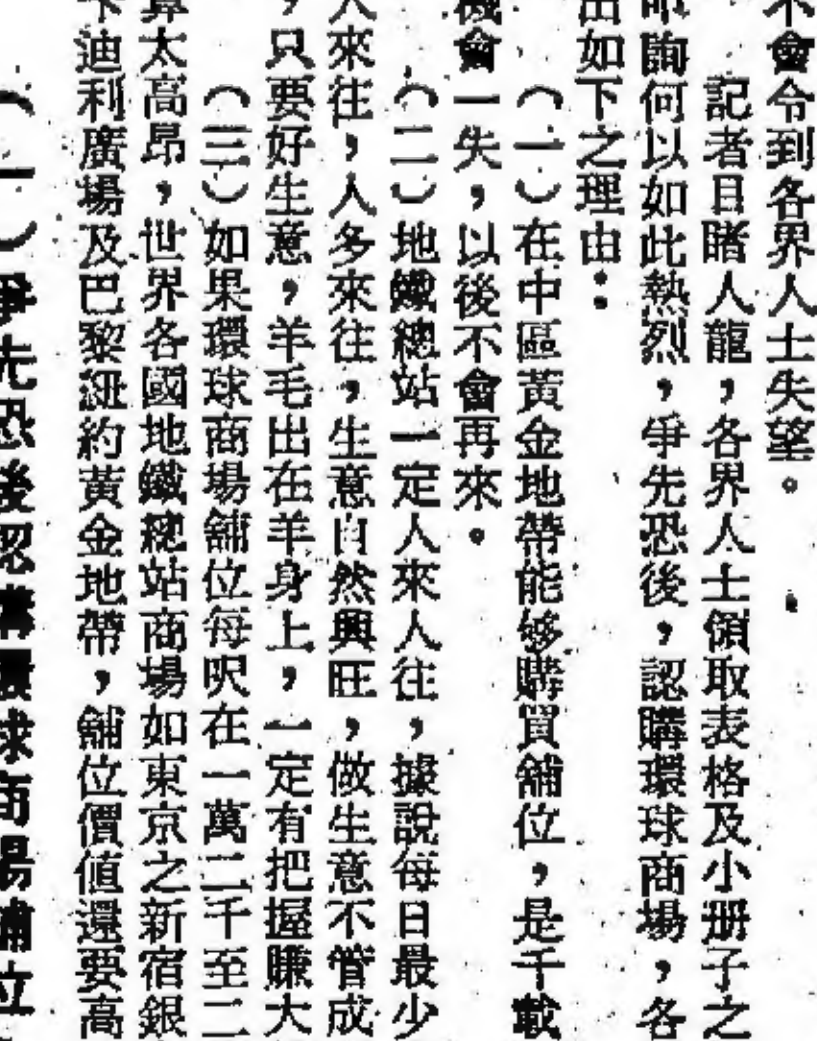 不會令到各界人士失望。
記者目睹人龍，各界人士領取表格及小册子之
詢何以如此熱烈，爭先恐後，認購環球商場，各
出如下之理由：
（一）在中區黃金地帶能够購買舖位，是千載
機會一失，以後不會再來。
（二）地鐵總站一定人來人往，據說每日最少
人來往，人多來往，生意自然興旺，做生意不管成
，只要好生意，羊毛出在羊身上，一定有把握賺大
（三）如果環球商場舖位每呎在一萬二千至二
算太高昂，世界各國地鐵總站商場如東京之新宿銀
卡迪利廣場及巴黎紐約黃金地帶，舖位價值還要高
（一）爭先恐後認購環球商場舖位